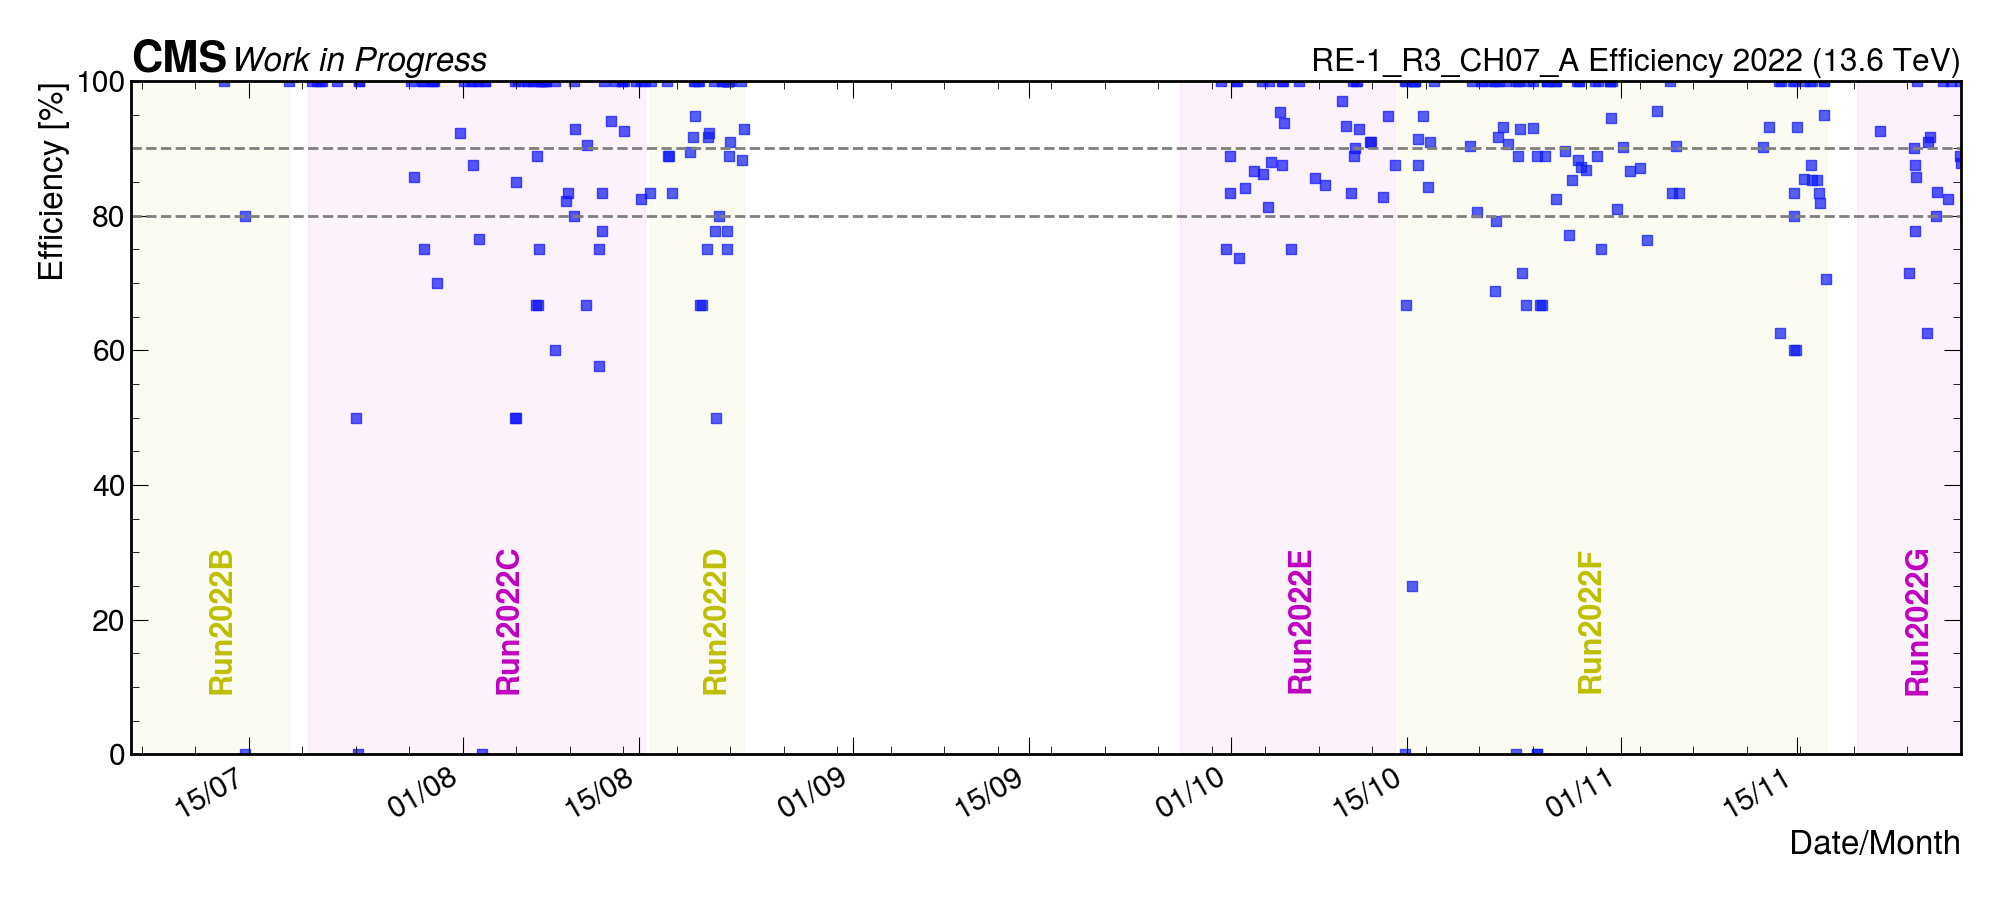 CMS Work in Progress
RE-1_R3_CH07_A Efficiency 2022 (13.6 TeV)
Efficiency [%]
100
80
60
40
20
0
Run2022B
Run2022C
Run2022D
Run2022E
Run2022F
Run2022G
15/07
01/08
15/08
01/09
15/09
01/10
15/10
01/11
15/11
Date/Month